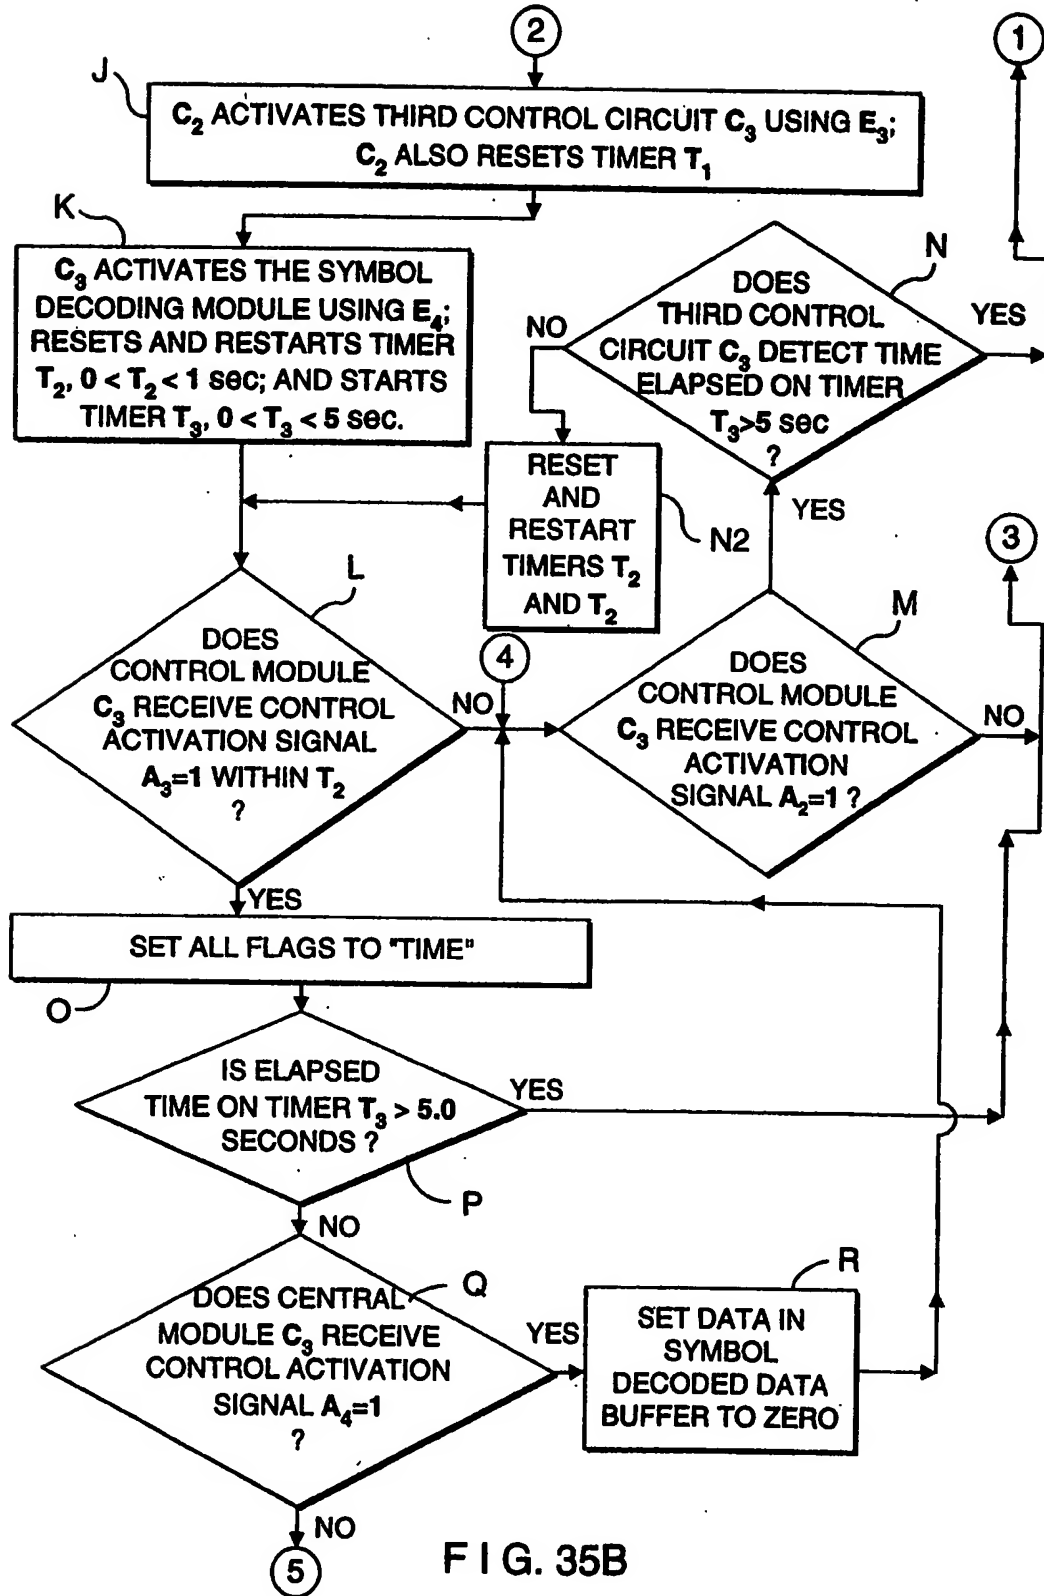 2
1
J
C2 ACTIVATES THIRD CONTROL CIRCUIT C3 USING E3;
C2 ALSO RESETS TIMER T1
K
C3 ACTIVATES THE SYMBOL
DECODING MODULE USING E4;
RESETS AND RESTARTS TIMER
T2, 0 < T2 < 1 sec; AND STARTS
TIMER T3, 0 < T3 < 5 sec.
N
DOES
THIRD CONTROL
CIRCUIT C3 DETECT TIME
ELAPSED ON TIMER
T3>5 sec
?
NO
YES
RESET
AND
RESTART
TIMERS T2
AND T2
N2
YES
3
L
DOES
CONTROL MODULE
C3 RECEIVE CONTROL
ACTIVATION SIGNAL
A3=1 WITHIN T2
?
NO
4
M
DOES
CONTROL MODULE
C3 RECEIVE CONTROL
ACTIVATION
SIGNAL A2=1 ?
NO
YES
SET ALL FLAGS TO "TIME"
O
IS ELAPSED
TIME ON TIMER T3 > 5.0
SECONDS ?
YES
P
NO
Q
DOES CENTRAL
MODULE C3 RECEIVE
CONTROL ACTIVATION
SIGNAL A4=1
?
YES
R
SET DATA IN
SYMBOL
DECODED DATA
BUFFER TO ZERO
NO
5
FIG. 35B